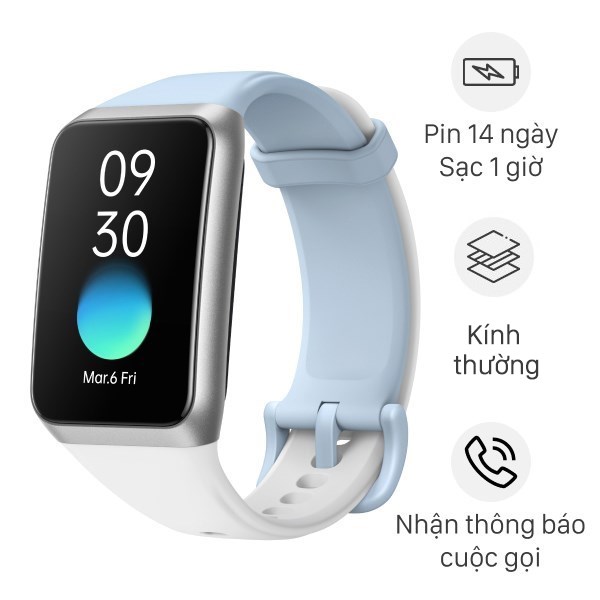 09
30
Mar.6 Fri
Pin 14 ngày
Sạc 1 giờ
Kính
thường
Nhận thông báo
cuộc gọi